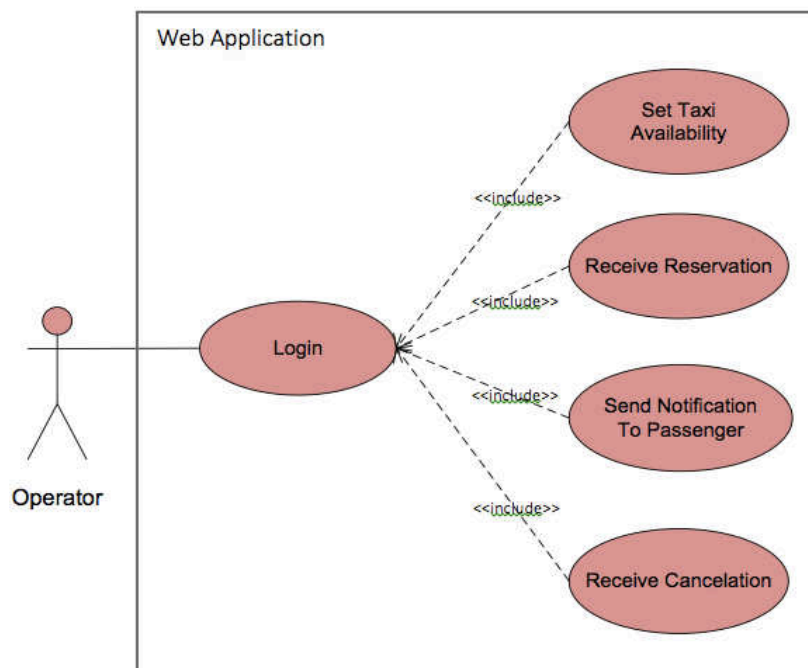 Web Application
Set Taxi
Availability
<<include>>
Receive Reservation
<<include>>
Login
Send Notification
To Passenger
<<include>>
Operator
<<include>>
Receive Cancelation